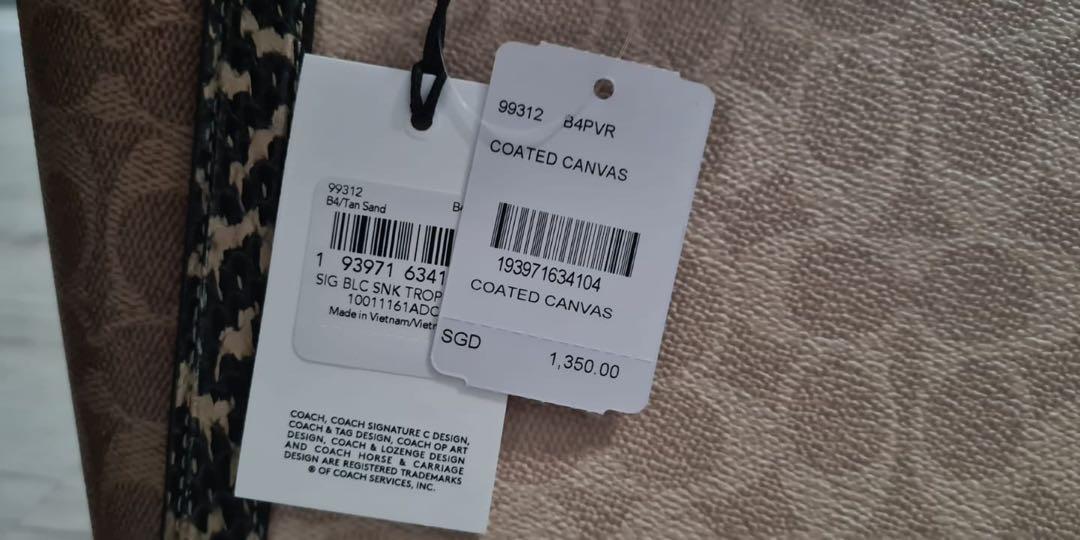 99312
B4/Tan Sand
1 93971 6341
SIG BLC SNK TROP
10011161ADC
Made in Vietnam/Vietn
COACH, COACH SIGNATURE C DESIGN,
COACH & TAG DESIGN, COACH OP ART
DESIGN, COACH & LOZENGE DESIGN
AND COACH HORSE & CARRIAGE
DESIGN ARE REGISTERED TRADEMARKS
® OF COACH SERVICES, INC.
99312 B4PVR
COATED CANVAS
193971634104
COATED CANVAS
SGD 1,350.00